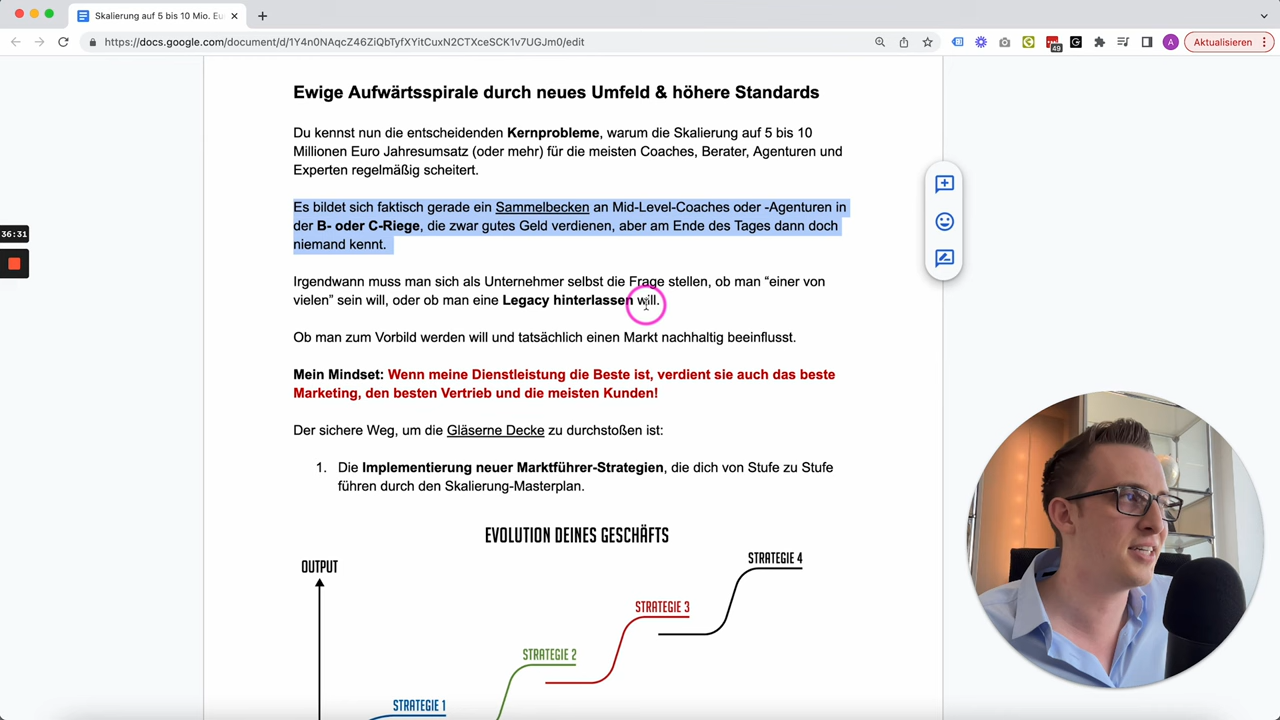 Skalierung auf 5 bis 10 Mio. Eu
https://docs.google.com/document/d/1Y4n0NAqcZ46ZiQbTyfXYitCuxN2CTXceSCK1v7UGJm0/edit
49
A
Aktualisieren
Ewige Aufwärtsspirale durch neues Umfeld & höhere Standards
Du kennst nun die entscheidenden Kernprobleme, warum die Skalierung auf 5 bis 10
Millionen Euro Jahresumsatz (oder mehr) für die meisten Coaches, Berater, Agenturen und
Experten regelmäßig scheitert.
Es bildet sich faktisch gerade ein Sammelbecken an Mid-Level-Coaches oder -Agenturen in
der B- oder C-Riege, die zwar gutes Geld verdienen, aber am Ende des Tages dann doch
niemand kennt.
36:31
Irgendwann muss man sich als Unternehmer selbst die Frage stellen, ob man “einer von
vielen” sein will, oder ob man eine Legacy hinterlassen will.
Ob man zum Vorbild werden will und tatsächlich einen Markt nachhaltig beeinflusst.
Mein Mindset: Wenn meine Dienstleistung die Beste ist, verdient sie auch das beste
Marketing, den besten Vertrieb und die meisten Kunden!
Der sichere Weg, um die Gläserne Decke zu durchstoßen ist:
1. Die Implementierung neuer Marktführer-Strategien, die dich von Stufe zu Stufe
führen durch den Skalierung-Masterplan.
EVOLUTION DEINES GESCHÄFTS
OUTPUT
STRATEGIE 4
STRATEGIE 3
STRATEGIE 2
STRATEGIE 1